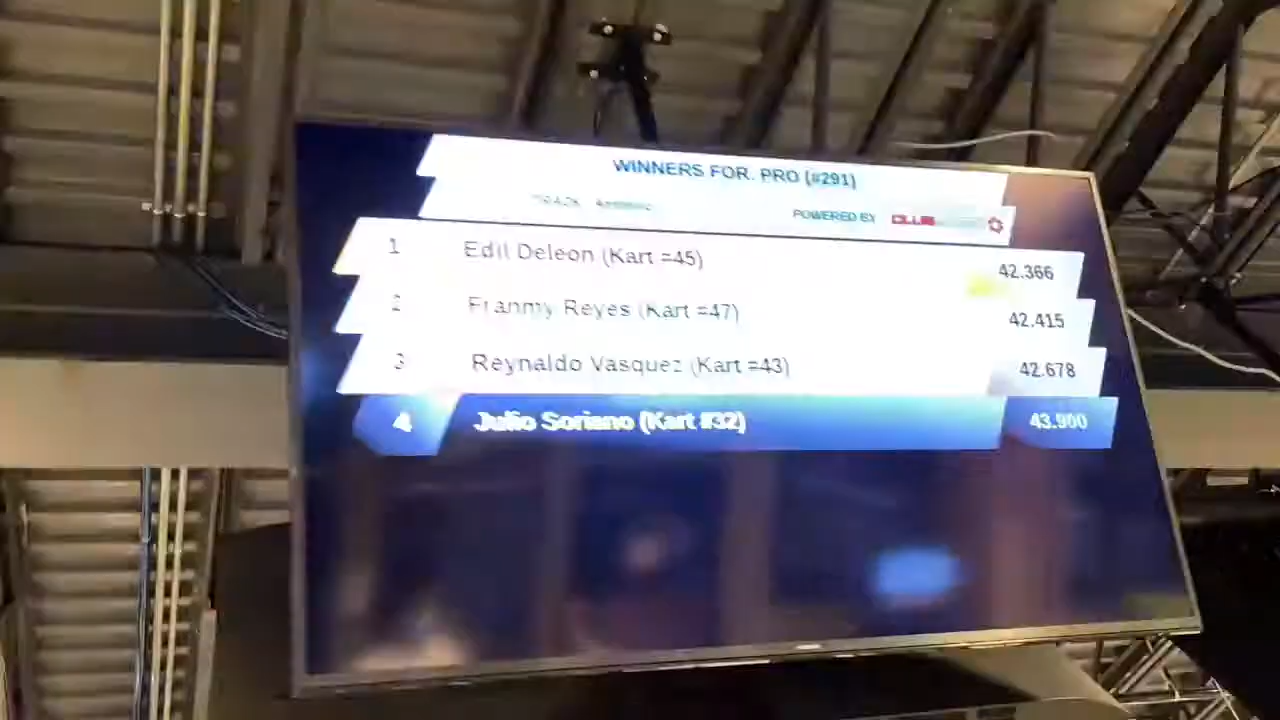 WINNERS FOR. PRO (#291)
POWERED BY CLUB
1 Edil Deleon (Kart #45) 42.366
2 Franmy Reyes (Kart #47) 42.415
3 Reynaldo Vasquez (Kart #43) 42.678
4 Julio Soriano (Kart #32) 43.900